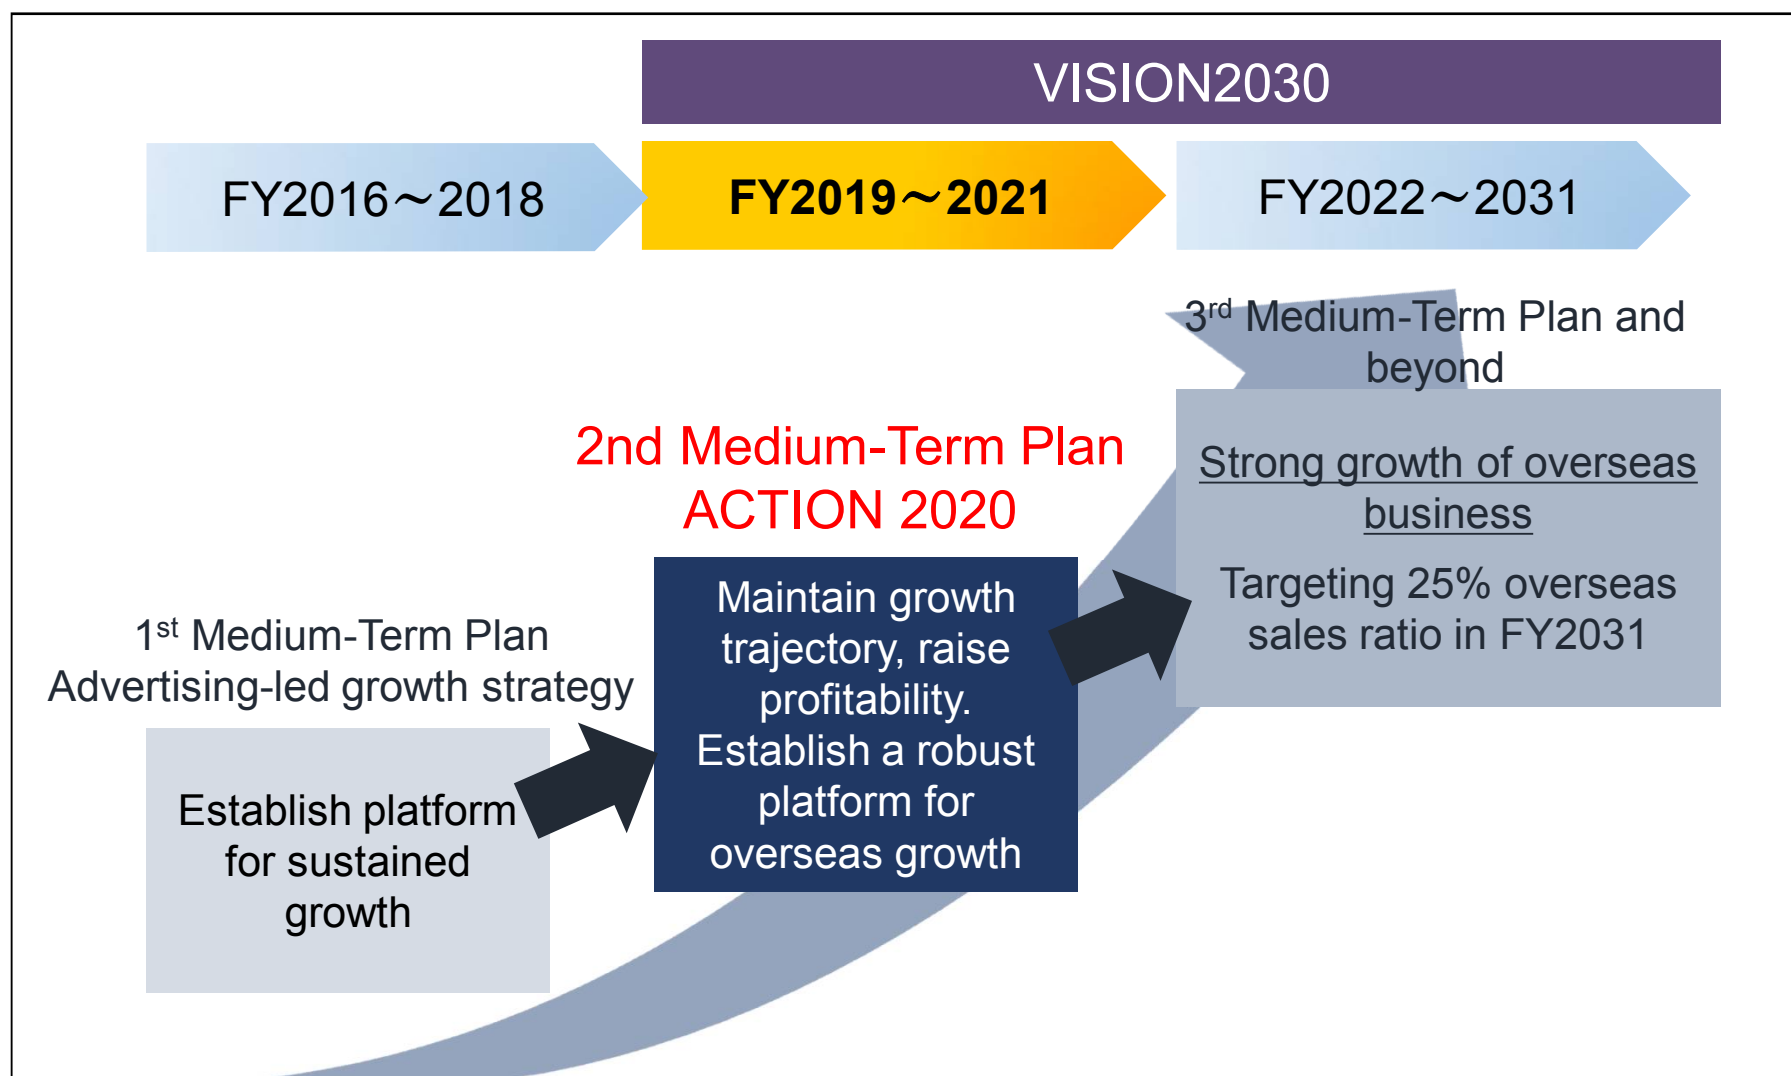 VISION2030
FY2016～2018
FY2019～2021
FY2022～2031
1st Medium-Term Plan
Advertising-led growth strategy
Establish platform
for sustained
growth
2nd Medium-Term Plan
ACTION 2020
Maintain growth
trajectory, raise
profitability.
Establish a robust
platform for
overseas growth
3rd Medium-Term Plan and
beyond
Strong growth of overseas
business
Targeting 25% overseas
sales ratio in FY2031